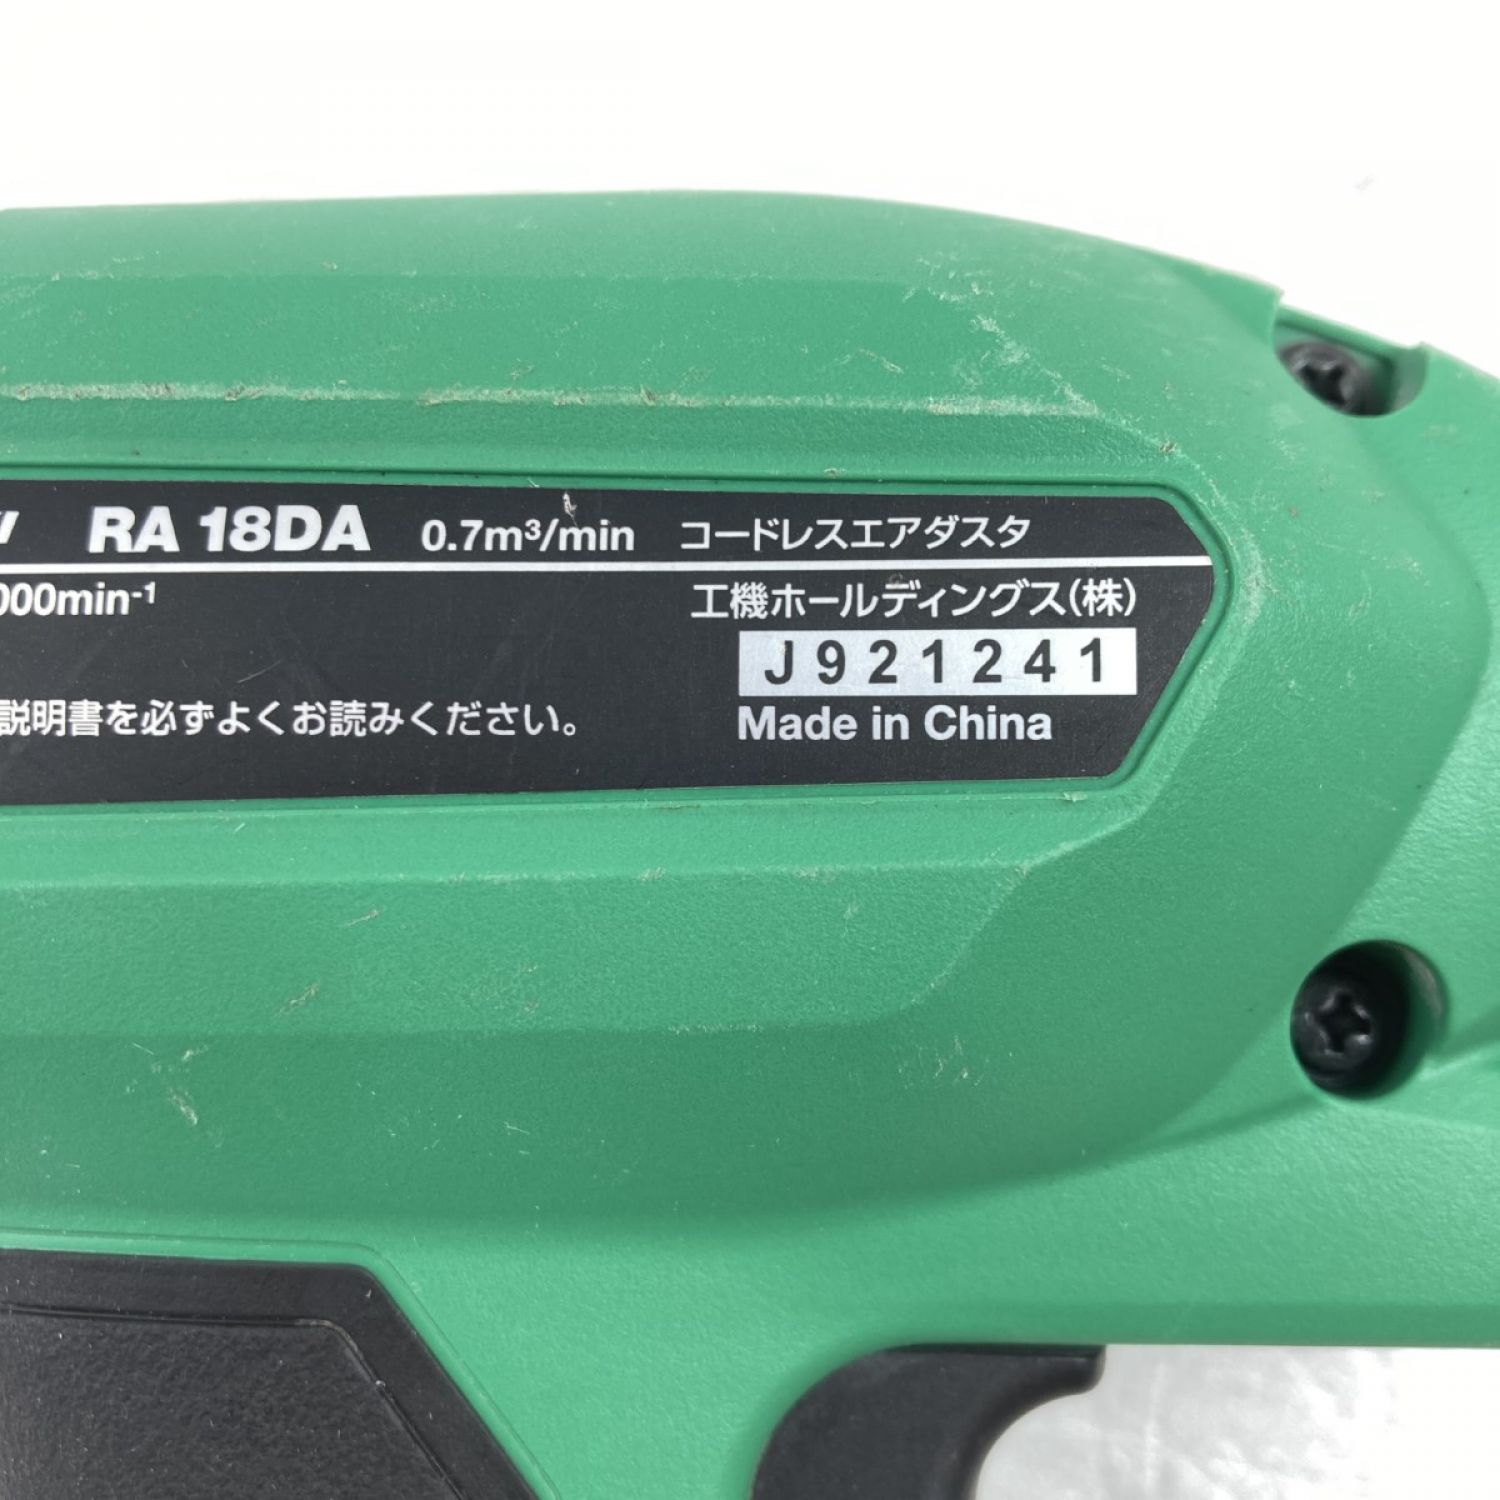 RA 18DA 0.7m³/min コードレスエアダスタ
000min⁻¹ 工機ホールディングス(株)
J921241
説明書を必ずよくお読みください。 Made in China